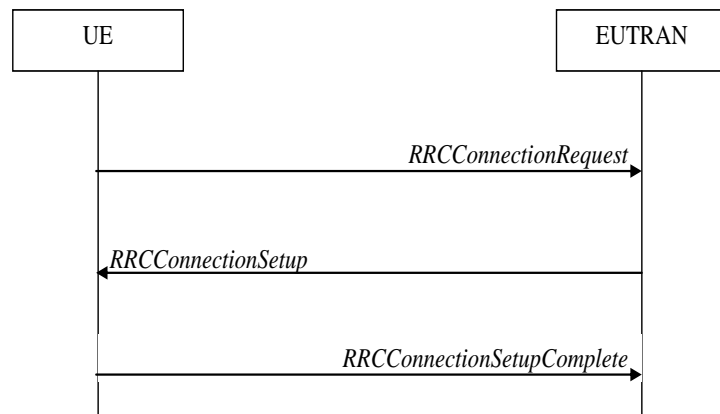 UE
EUTRAN
RRCConnectionRequest
RRCConnectionSetup
RRCConnectionSetupComplete